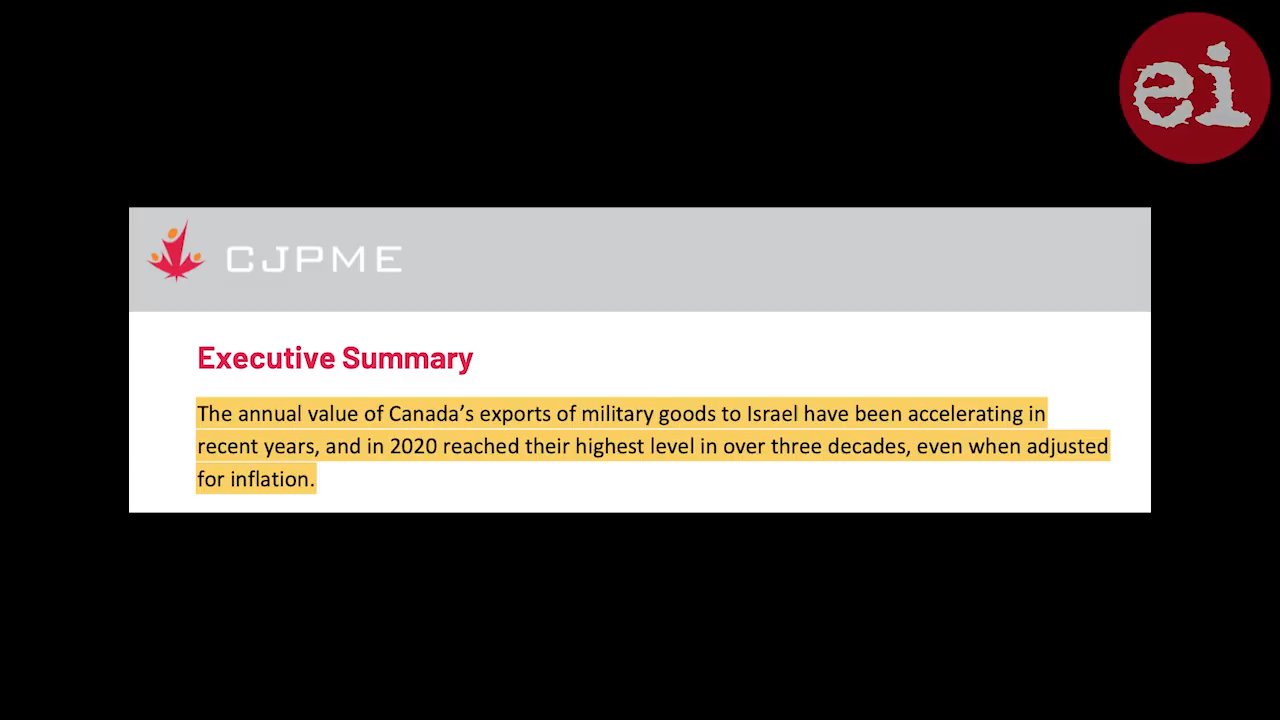 ei
CJPME
Executive Summary
The annual value of Canada's exports of military goods to Israel have been accelerating in
recent years, and in 2020 reached their highest level in over three decades, even when adjusted
for inflation.